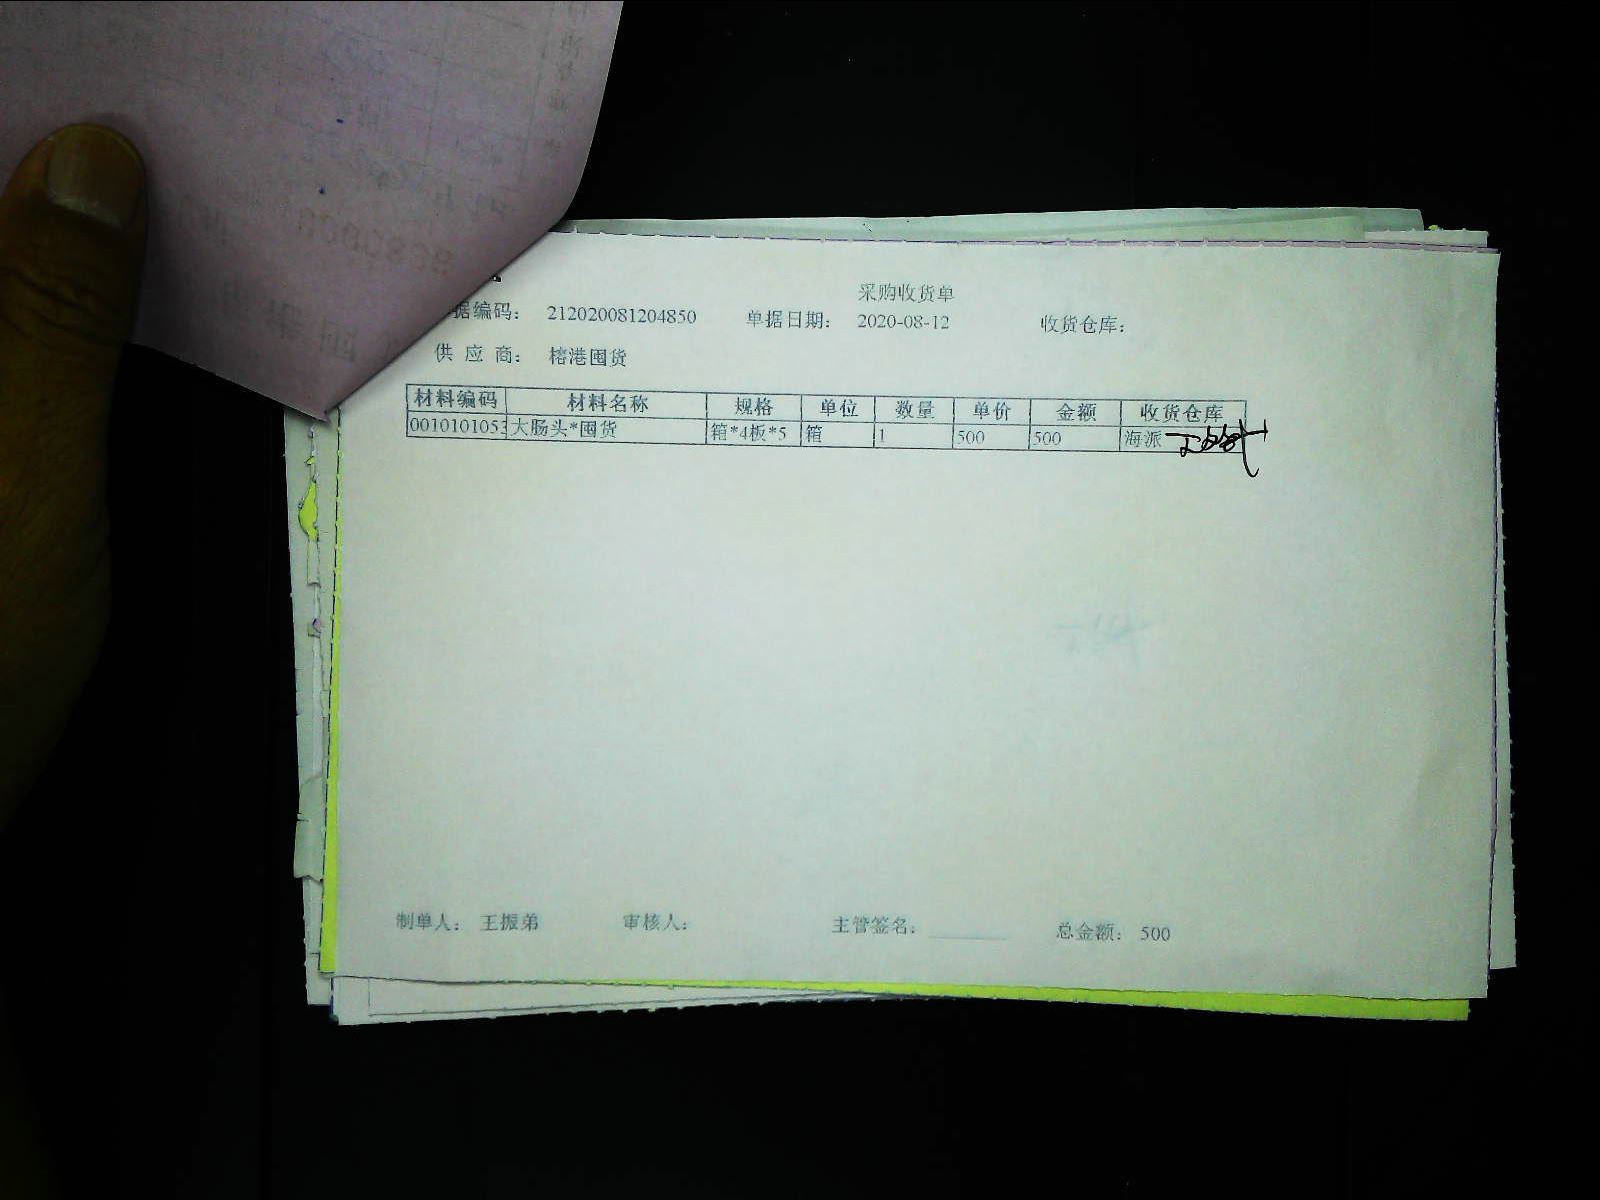 采购收货单
据编码： 212020081204850 单据日期： 2020-08-12 收货仓库：
供 应 商： 榕港囤货
材料编码 材料名称 规格 单位 数量 单价 金额 收货仓库
0010101053 大肠头*囤货 箱*4板*5 箱 1 500 500 海派
制单人： 王振弟 审核人： 主管签名： 总金额： 500